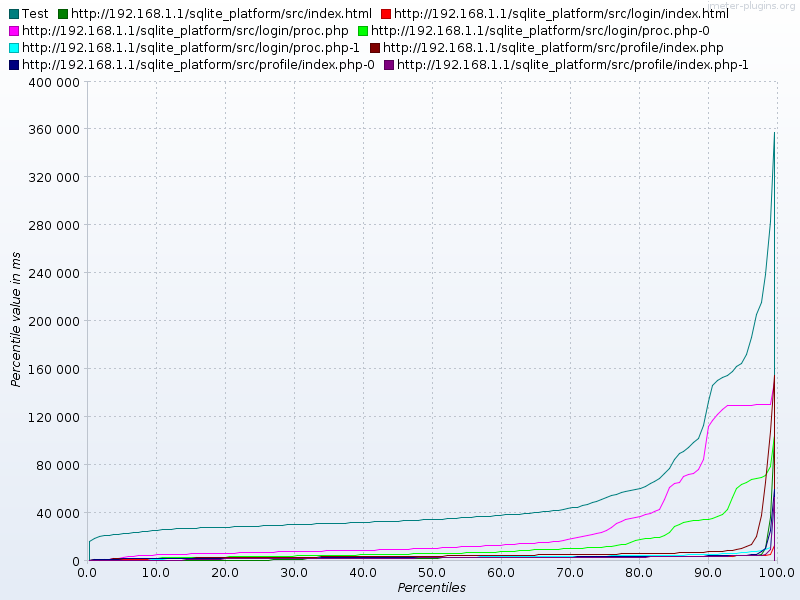 jmeter-plugins.org
Test http://192.168.1.1/sqlite_platform/src/index.html http://192.168.1.1/sqlite_platform/src/login/index.html
http://192.168.1.1/sqlite_platform/src/login/proc.php http://192.168.1.1/sqlite_platform/src/login/proc.php-0
http://192.168.1.1/sqlite_platform/src/login/proc.php-1 http://192.168.1.1/sqlite_platform/src/profile/index.php
http://192.168.1.1/sqlite_platform/src/profile/index.php-0 http://192.168.1.1/sqlite_platform/src/profile/index.php-1
400 000
360 000
320 000
280 000
240 000
200 000
160 000
120 000
80 000
40 000
0
Percentile value in ms
0.0 10.0 20.0 30.0 40.0 50.0 60.0 70.0 80.0 90.0 100.0
Percentiles